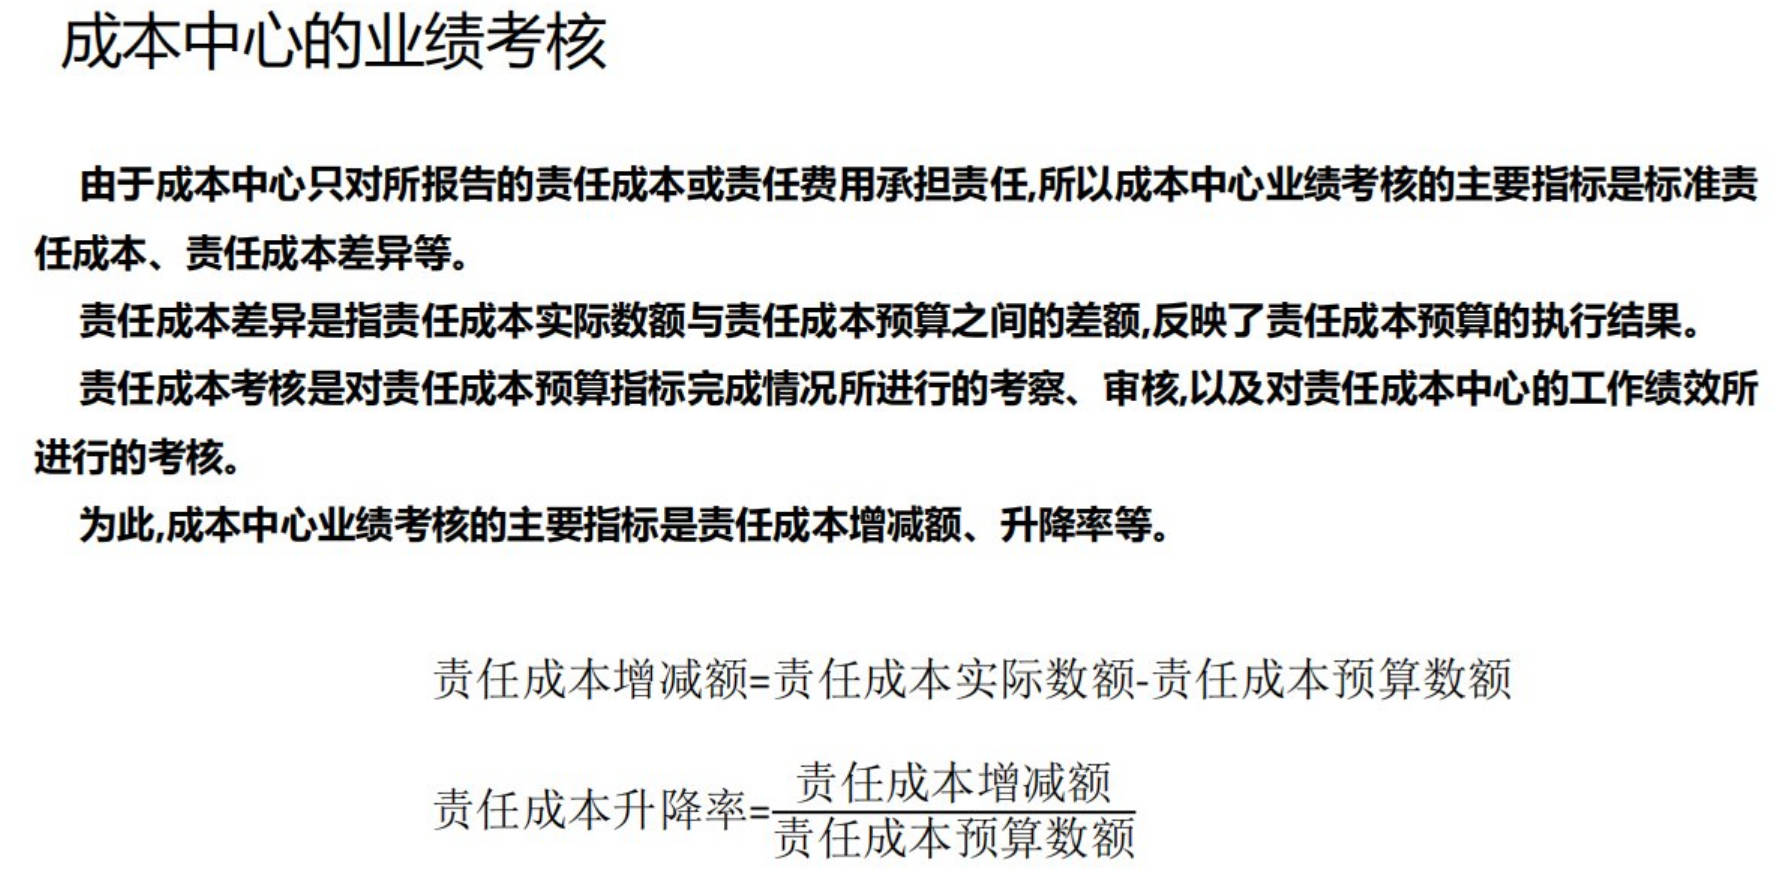 成本中心的业绩考核
由于成本中心只对所报告的责任成本或责任费用承担责任,所以成本中心业绩考核的主要指标是标准责
任成本、责任成本差异等。
责任成本差异是指责任成本实际数额与责任成本预算之间的差额,反映了责任成本预算的执行结果。
责任成本考核是对责任成本预算指标完成情况所进行的考察、审核,以及对责任成本中心的工作绩效所
进行的考核。
为此,成本中心业绩考核的主要指标是责任成本增减额、升降率等。
责任成本增减额=责任成本实际数额-责任成本预算数额
责任成本升降率=责任成本增减额
责任成本预算数额